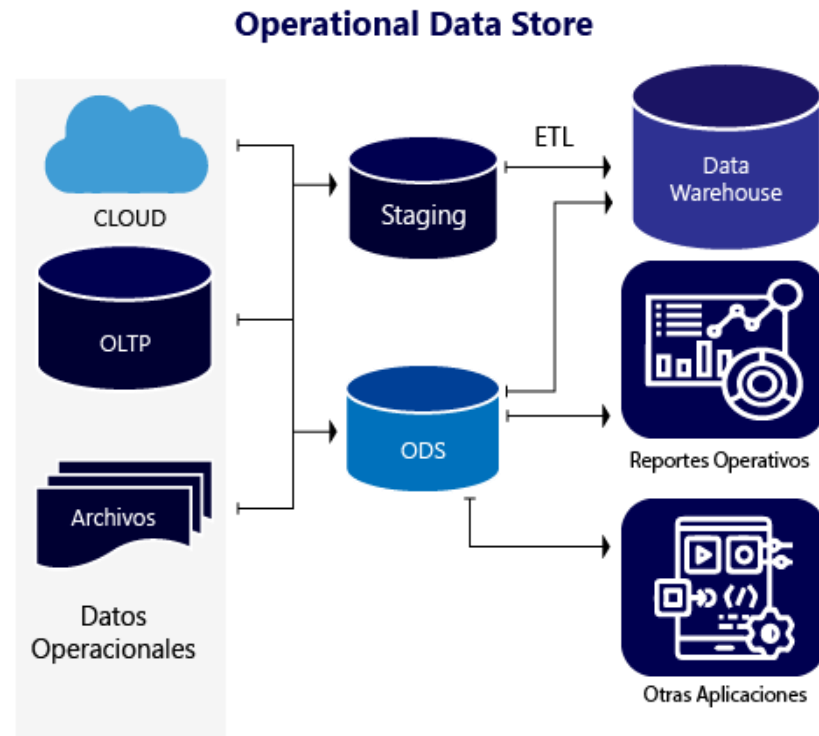 Operational Data Store
CLOUD
OLTP
Archivos
Datos
Operacionales
Staging
ETL
ODS
Data
Warehouse
Reportes Operativos
Otras Aplicaciones